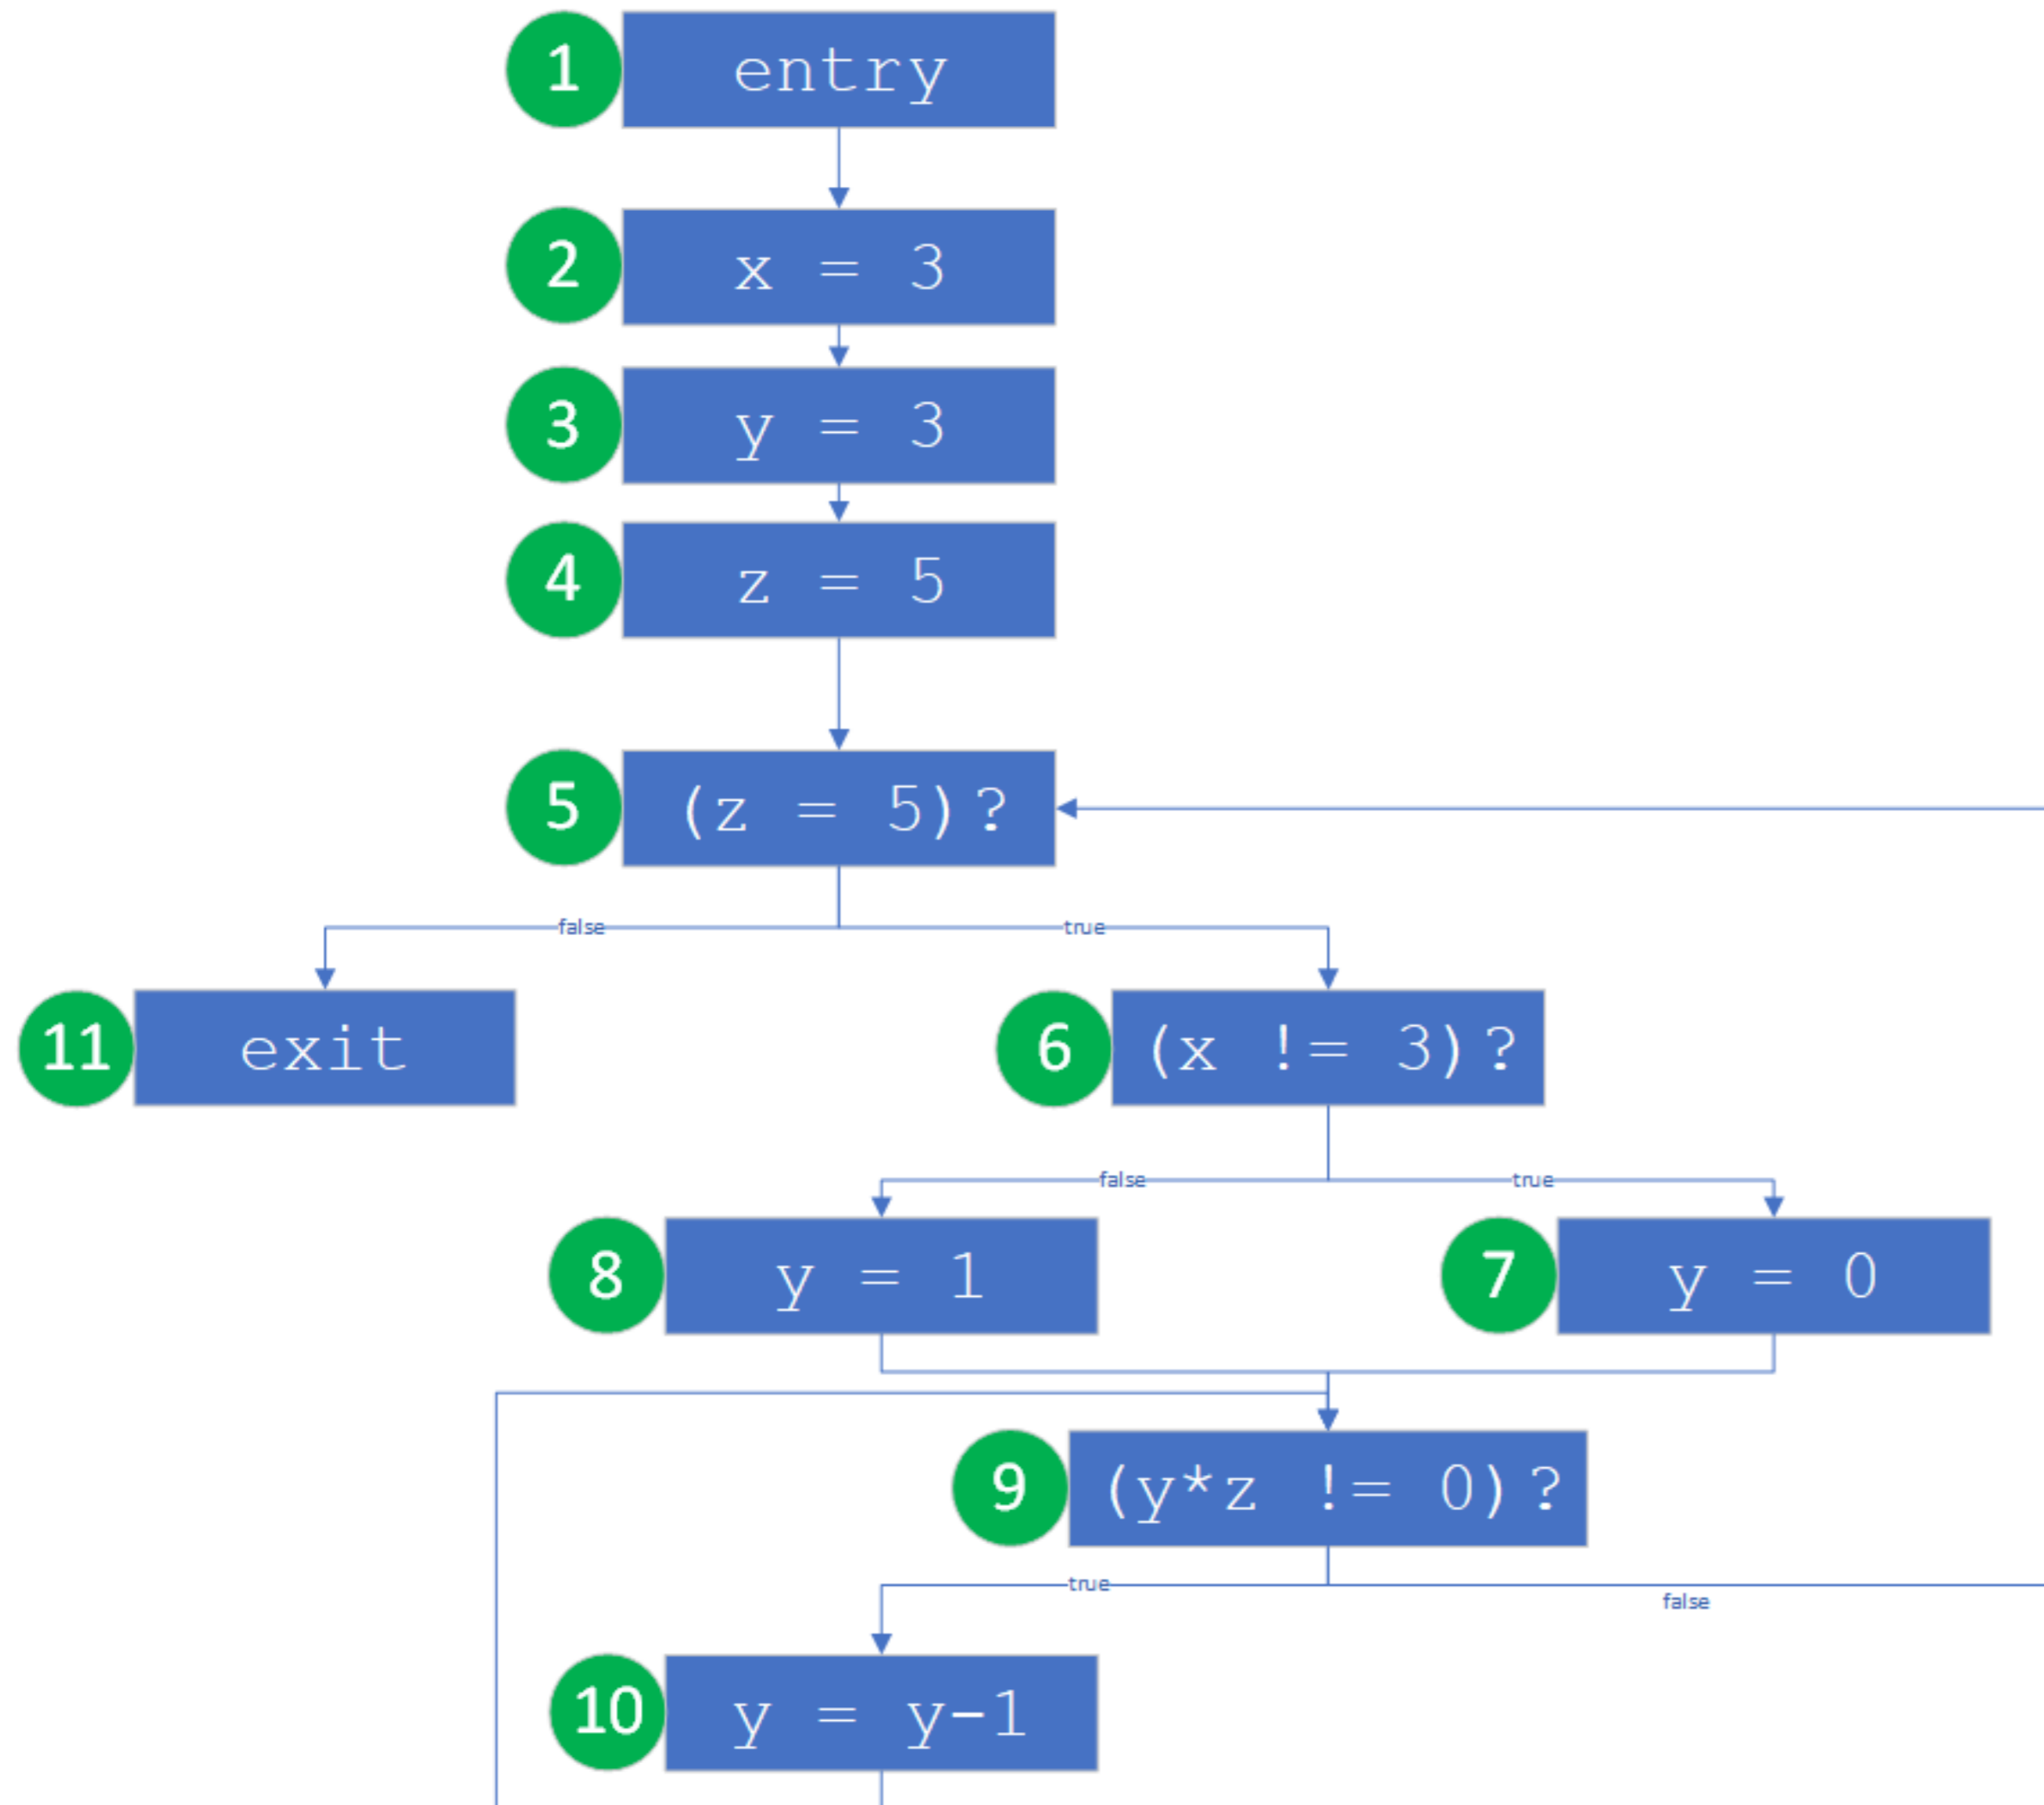 1 entry
2 x = 3
3 y = 3
4 z = 5
5 (z = 5)?
false true
11 exit
6 (x != 3)?
false true
8 y = 1
7 y = 0
9 (y*z != 0)?
true
false
10 y = y-1